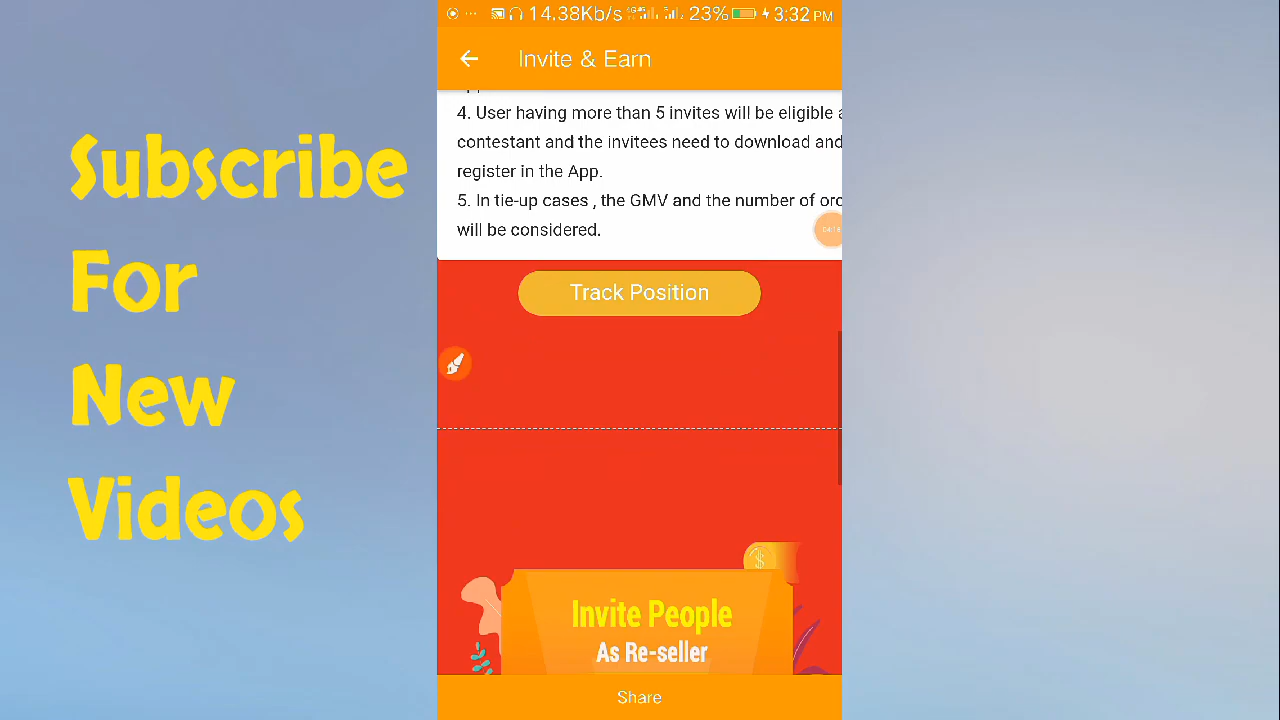 14.38Kb/s 23% 3:32 PM
Invite & Earn
4. User having more than 5 invites will be eligible
contestant and the invitees need to download and
register in the App.
5. In tie-up cases , the GMV and the number of
will be considered.
04:13
Track Position
Invite People
As Re-seller
Share
Subscribe
For
New
Videos